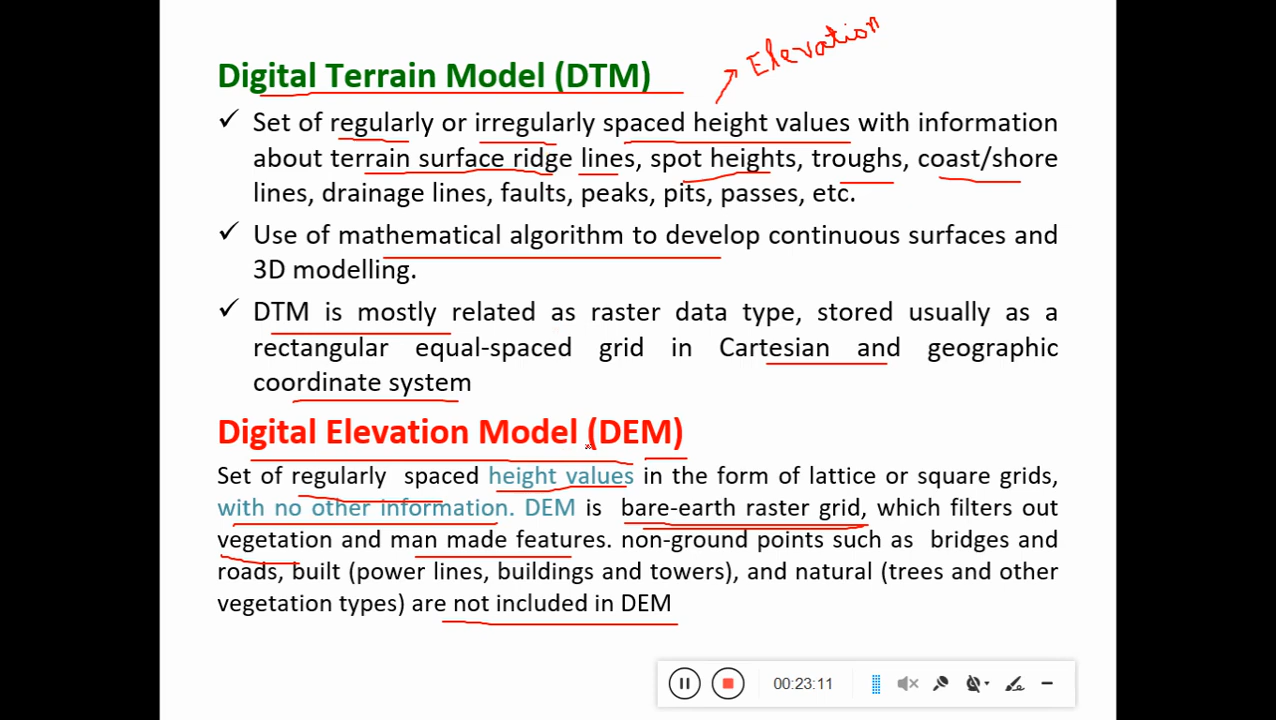 Elevation
Digital Terrain Model (DTM)
✓ Set of regularly or irregularly spaced height values with information
about terrain surface ridge lines, spot heights, troughs, coast/shore
lines, drainage lines, faults, peaks, pits, passes, etc.
✓ Use of mathematical algorithm to develop continuous surfaces and
3D modelling.
✓ DTM is mostly related as raster data type, stored usually as a
rectangular equal-spaced grid in Cartesian and geographic
coordinate system
Digital Elevation Model (DEM)
Set of regularly spaced height values in the form of lattice or square grids,
with no other information. DEM is bare-earth raster grid, which filters out
vegetation and man made features. non-ground points such as bridges and
roads, built (power lines, buildings and towers), and natural (trees and other
vegetation types) are not included in DEM
00:23:11